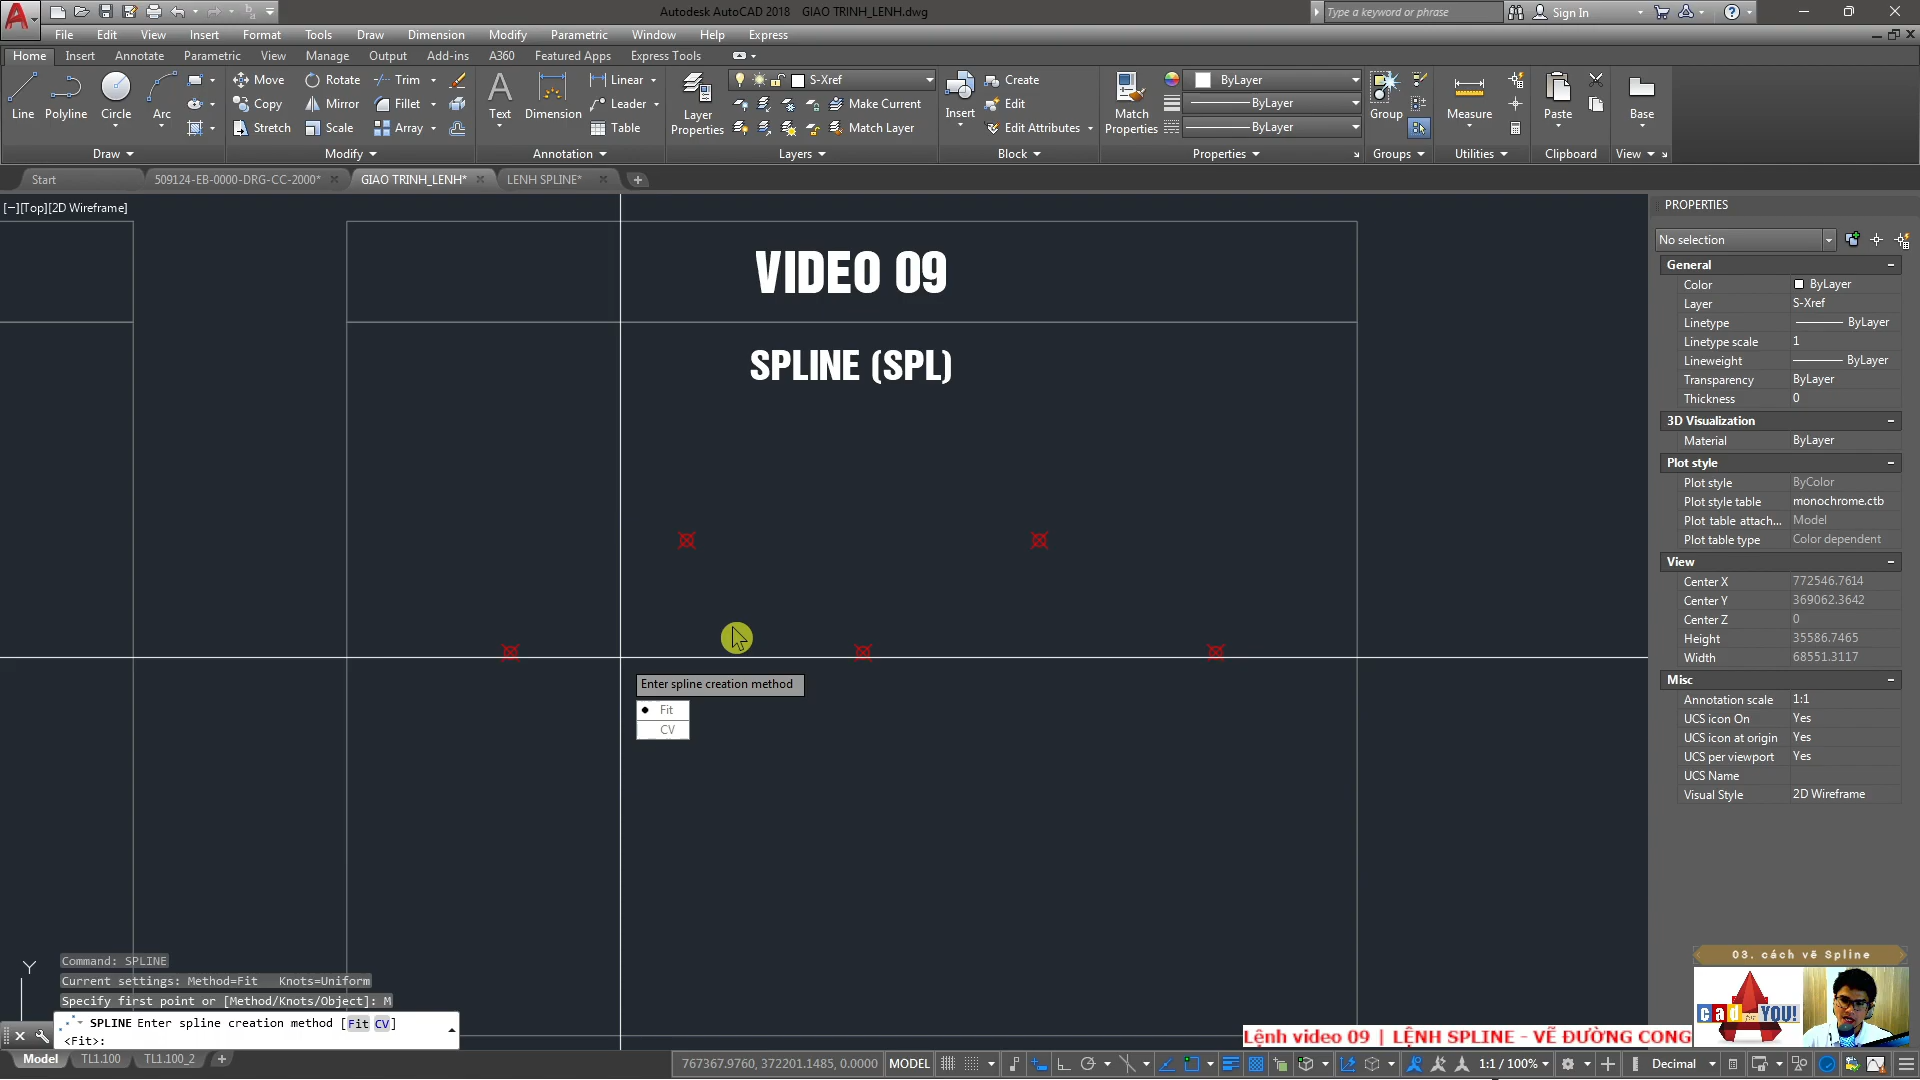 Autodesk AutoCAD 2018 GIAO TRINH_LENH.dwg
Type a keyword or phrase
Sign In
File Edit View Insert Format Tools Draw Dimension Modify Parametric Window Help Express
Home Insert Annotate Parametric View Manage Output Add-ins A360 Featured Apps Express Tools
Line Polyline Circle Arc
Move Rotate Trim
Copy Mirror Fillet
Stretch Scale Array
Text Dimension
Linear
Leader
Table
Layer Properties
S-Xref
Make Current
Match Layer
Insert
Create
Edit
Edit Attributes
Match Properties
ByLayer
ByLayer
ByLayer
Group
Measure
Paste
Base
Draw Modify Annotation Layers Block Properties Groups Utilities Clipboard View
Start 509124-EB-0000-DRG-CC-2000* GIAO TRINH_LENH* LENH SPLINE*
[−][Top][2D Wireframe]
VIDEO 09
SPLINE (SPL)
Enter spline creation method
Fit
CV
PROPERTIES
No selection
General
Color ByLayer
Layer S-Xref
Linetype ByLayer
Linetype scale 1
Lineweight ByLayer
Transparency ByLayer
Thickness 0
3D Visualization
Material ByLayer
Plot style
Plot style ByColor
Plot style table monochrome.ctb
Plot table attach... Model
Plot table type Color dependent
View
Center X 772546.7614
Center Y 369062.3642
Center Z 0
Height 35586.7465
Width 68551.3117
Misc
Annotation scale 1:1
UCS icon On Yes
UCS icon at origin Yes
UCS per viewport Yes
UCS Name
Visual Style 2D Wireframe
Y
Command: SPLINE
Current settings: Method=Fit Knots=Uniform
Specify first point or [Method/Knots/Object]: M
SPLINE Enter spline creation method [Fit CV]
<Fit>:
03. cách vẽ Spline
cad for YOU!
Lệnh video 09 | LỆNH SPLINE - VẼ ĐƯỜNG CONG
Model TL1.100 TL1.100_2
767367.9760, 372201.1485, 0.0000 MODEL 1:1 / 100% Decimal